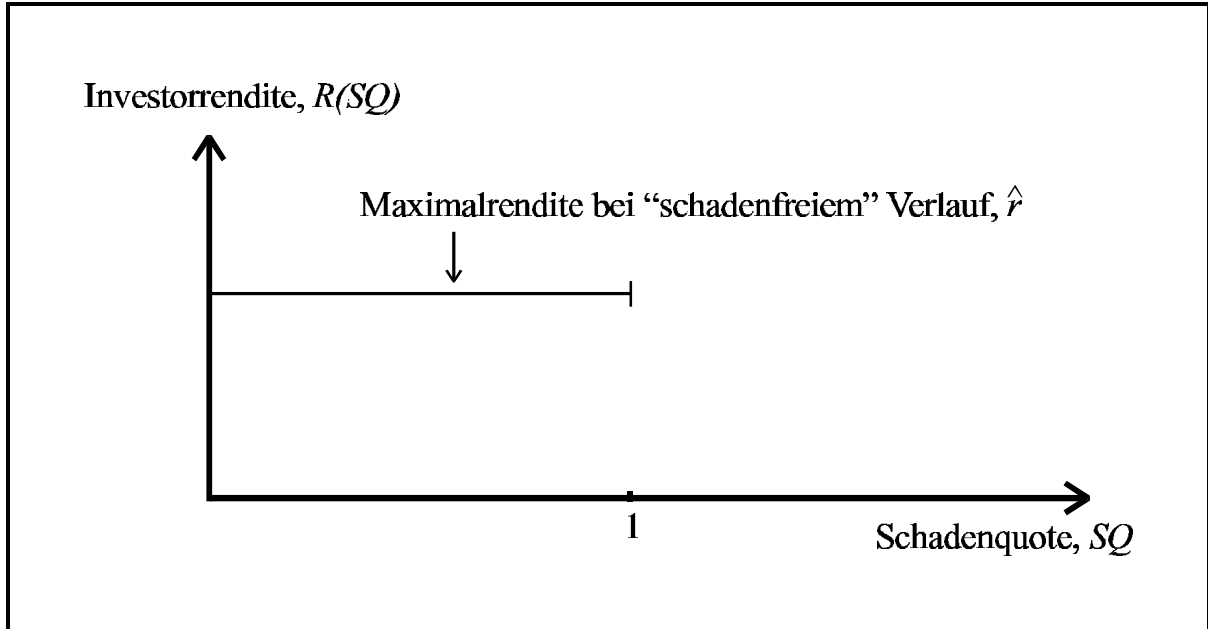 Investorrendite, R(SQ)
Maximalrendite bei “schadenfreiem” Verlauf, r̂
1
Schadenquote, SQ